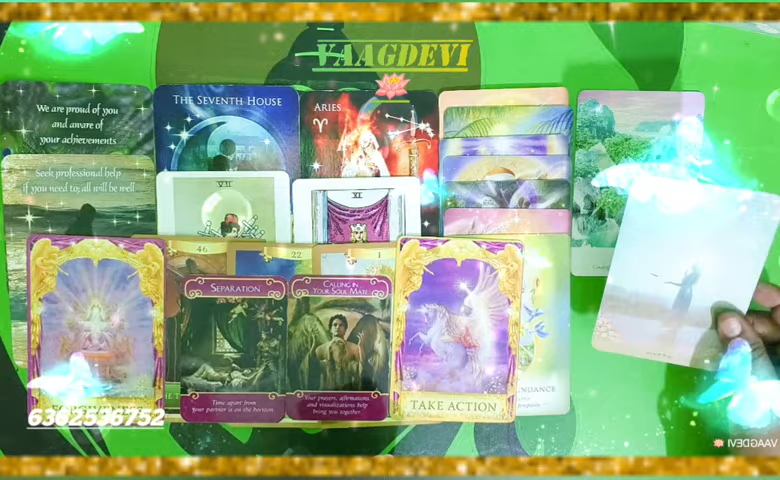 VAAGDEVI
We are proud of you
and aware of
your achievements
THE SEVENTH HOUSE
ARIES
Seek professional help
if you need to; all will be well
VII
XI
46
22
1
SEPARATION
Time apart from
your partner is on the horizon.
CALLING IN
YOUR SOUL MATE
Your prayers, affirmations,
and visualizations help
bring you together.
TAKE ACTION
UNDANCE
6362556752
VAAGDEVI